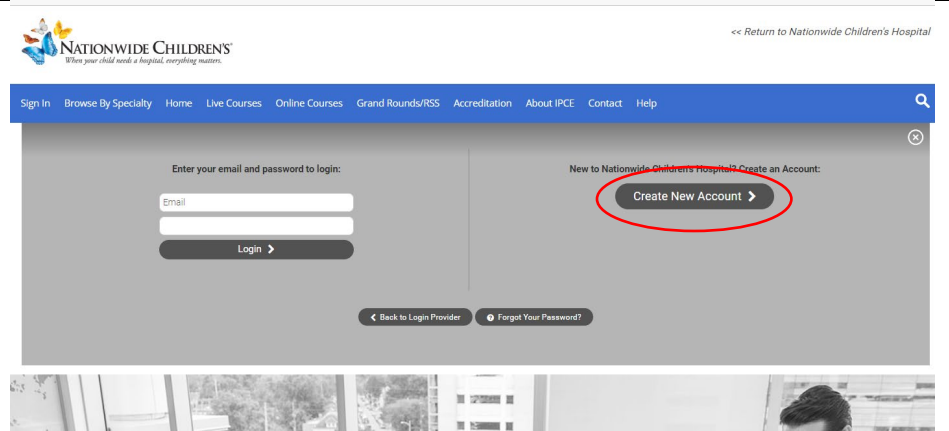 << Return to Nationwide Children's Hospital
NATIONWIDE CHILDREN'S
When your child needs a hospital, everything matters.
Sign In Browse By Specialty Home Live Courses Online Courses Grand Rounds/RSS Accreditation About IPCE Contact Help
Enter your email and password to login:
Email
Login
New to Nationwide Children's Hospital? Create an Account:
Create New Account
Back to Login Provider
Forgot Your Password?